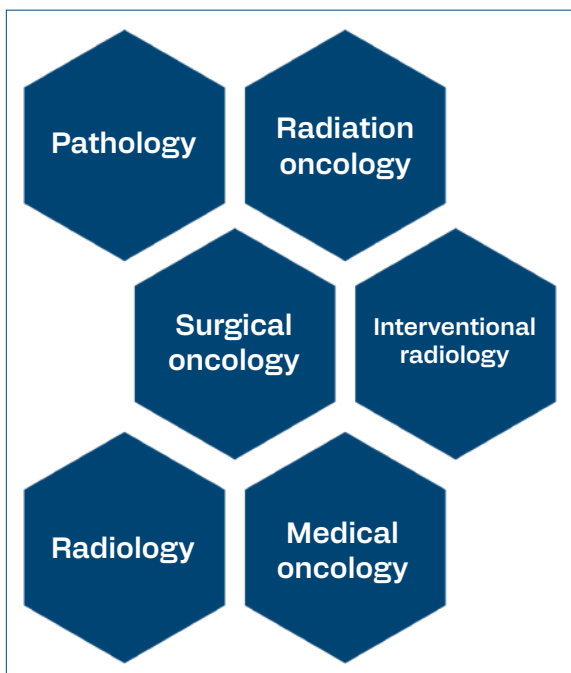 Pathology
Radiation
oncology
Surgical
oncology
Interventional
radiology
Radiology
Medical
oncology